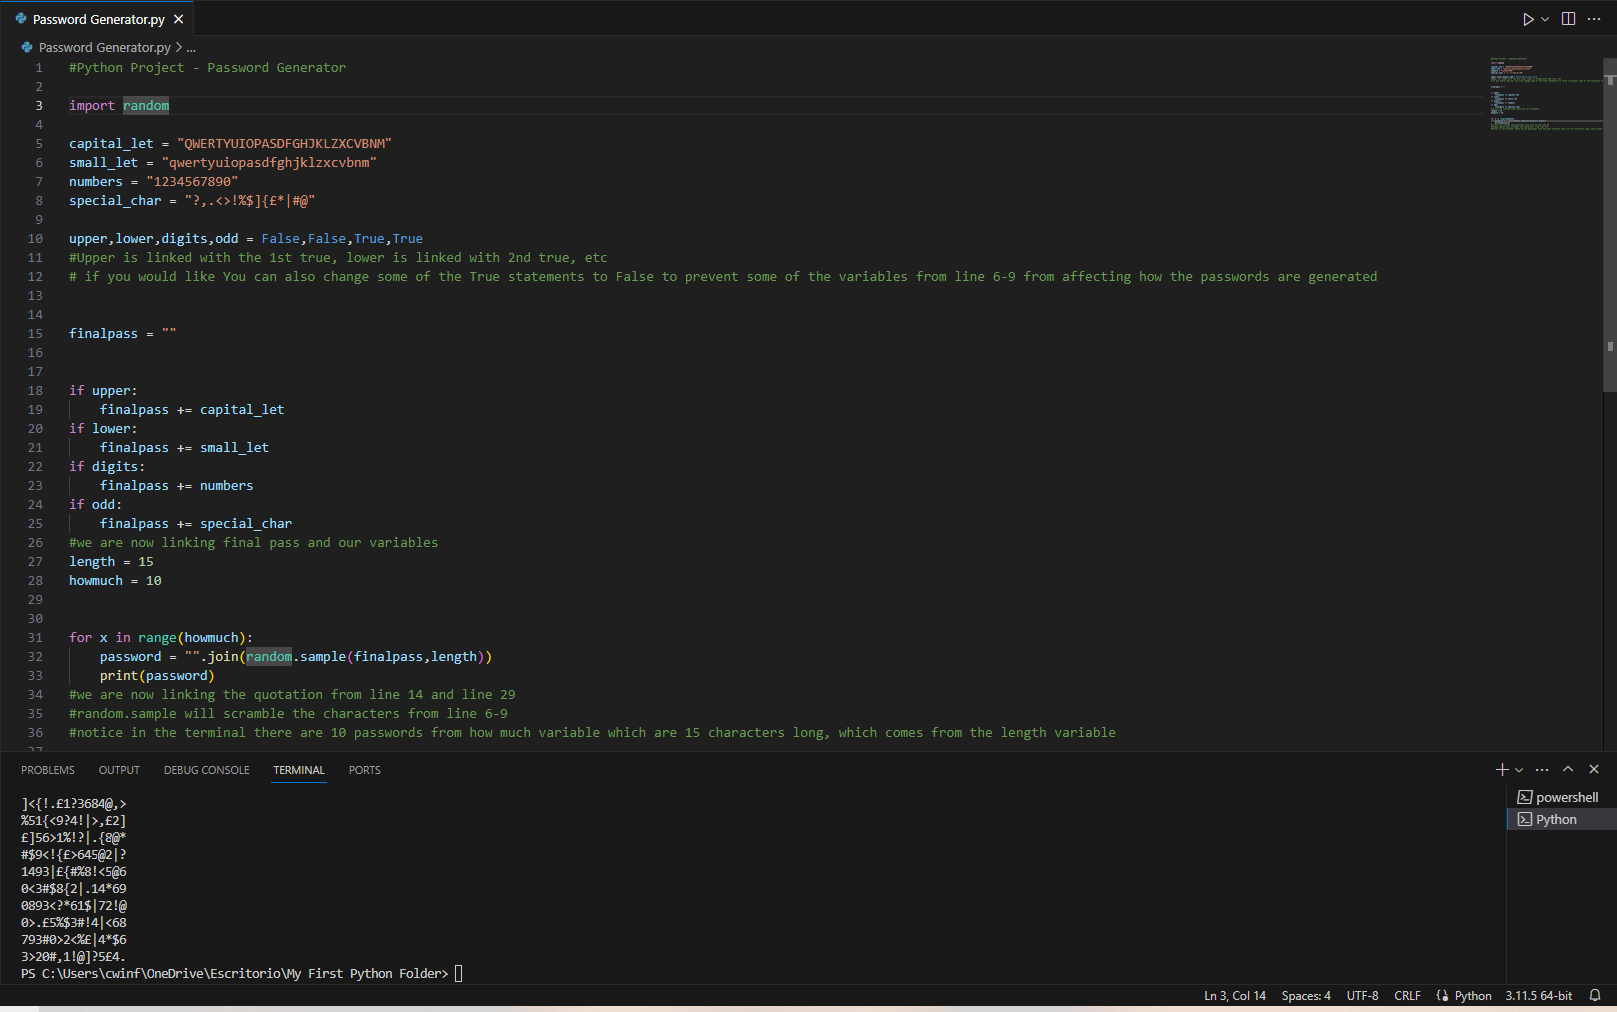 Password Generator.py
Password Generator.py > ...
1 #Python Project - Password Generator
2
3 import random
4
5 capital_let = "QWERTYUIOPASDFGHJKLZXCVBNM"
6 small_let = "qwertyuiopasdfghjklzxcvbnm"
7 numbers = "1234567890"
8 special_char = "?,.<>!%$]{£*|#@"
9
10 upper,lower,digits,odd = False,False,True,True
11 #Upper is linked with the 1st true, lower is linked with 2nd true, etc
12 # if you would like You can also change some of the True statements to False to prevent some of the variables from line 6-9 from affecting how the passwords are generated
13
14
15 finalpass = ""
16
17
18 if upper:
19     finalpass += capital_let
20 if lower:
21     finalpass += small_let
22 if digits:
23     finalpass += numbers
24 if odd:
25     finalpass += special_char
26 #we are now linking final pass and our variables
27 length = 15
28 howmuch = 10
29
30
31 for x in range(howmuch):
32     password = "".join(random.sample(finalpass,length))
33     print(password)
34 #we are now linking the quotation from line 14 and line 29
35 #random.sample will scramble the characters from line 6-9
36 #notice in the terminal there are 10 passwords from how much variable which are 15 characters long, which comes from the length variable
37
PROBLEMS OUTPUT DEBUG CONSOLE TERMINAL PORTS
powershell
Python
]<{!.£1?3684@,>
%51{<9?4!|>,£2]
£]56>1%!?|.{8@*
#$9<!{£>645@2|?
1493|£{#%8!<5@6
0<3#$8{2|.14*69
0893<?*61$|72!@
0>.£5%$3#!4|<68
793#0>2<%£|4*$6
3>20#,1!@]?5£4.
PS C:\Users\cwinf\OneDrive\Escritorio\My First Python Folder>
Ln 3, Col 14 Spaces: 4 UTF-8 CRLF Python 3.11.5 64-bit